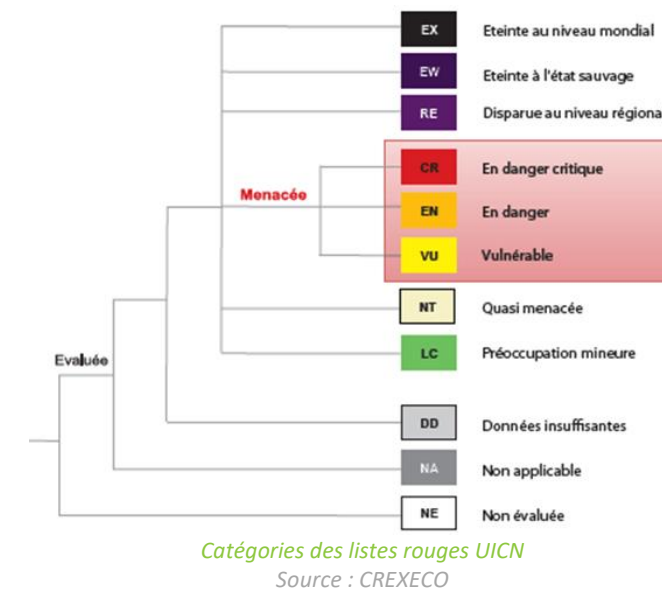 EX Eteinte au niveau mondial
EW Eteinte à l'état sauvage
RE Disparue au niveau régiona
CR En danger critique
Menacée
EN En danger
VU Vulnérable
NT Quasi menacée
LC Préoccupation mineure
Evaluée
DD Données insuffisantes
NA Non applicable
NE Non évaluée
Catégories des listes rouges UICN
Source : CREXECO